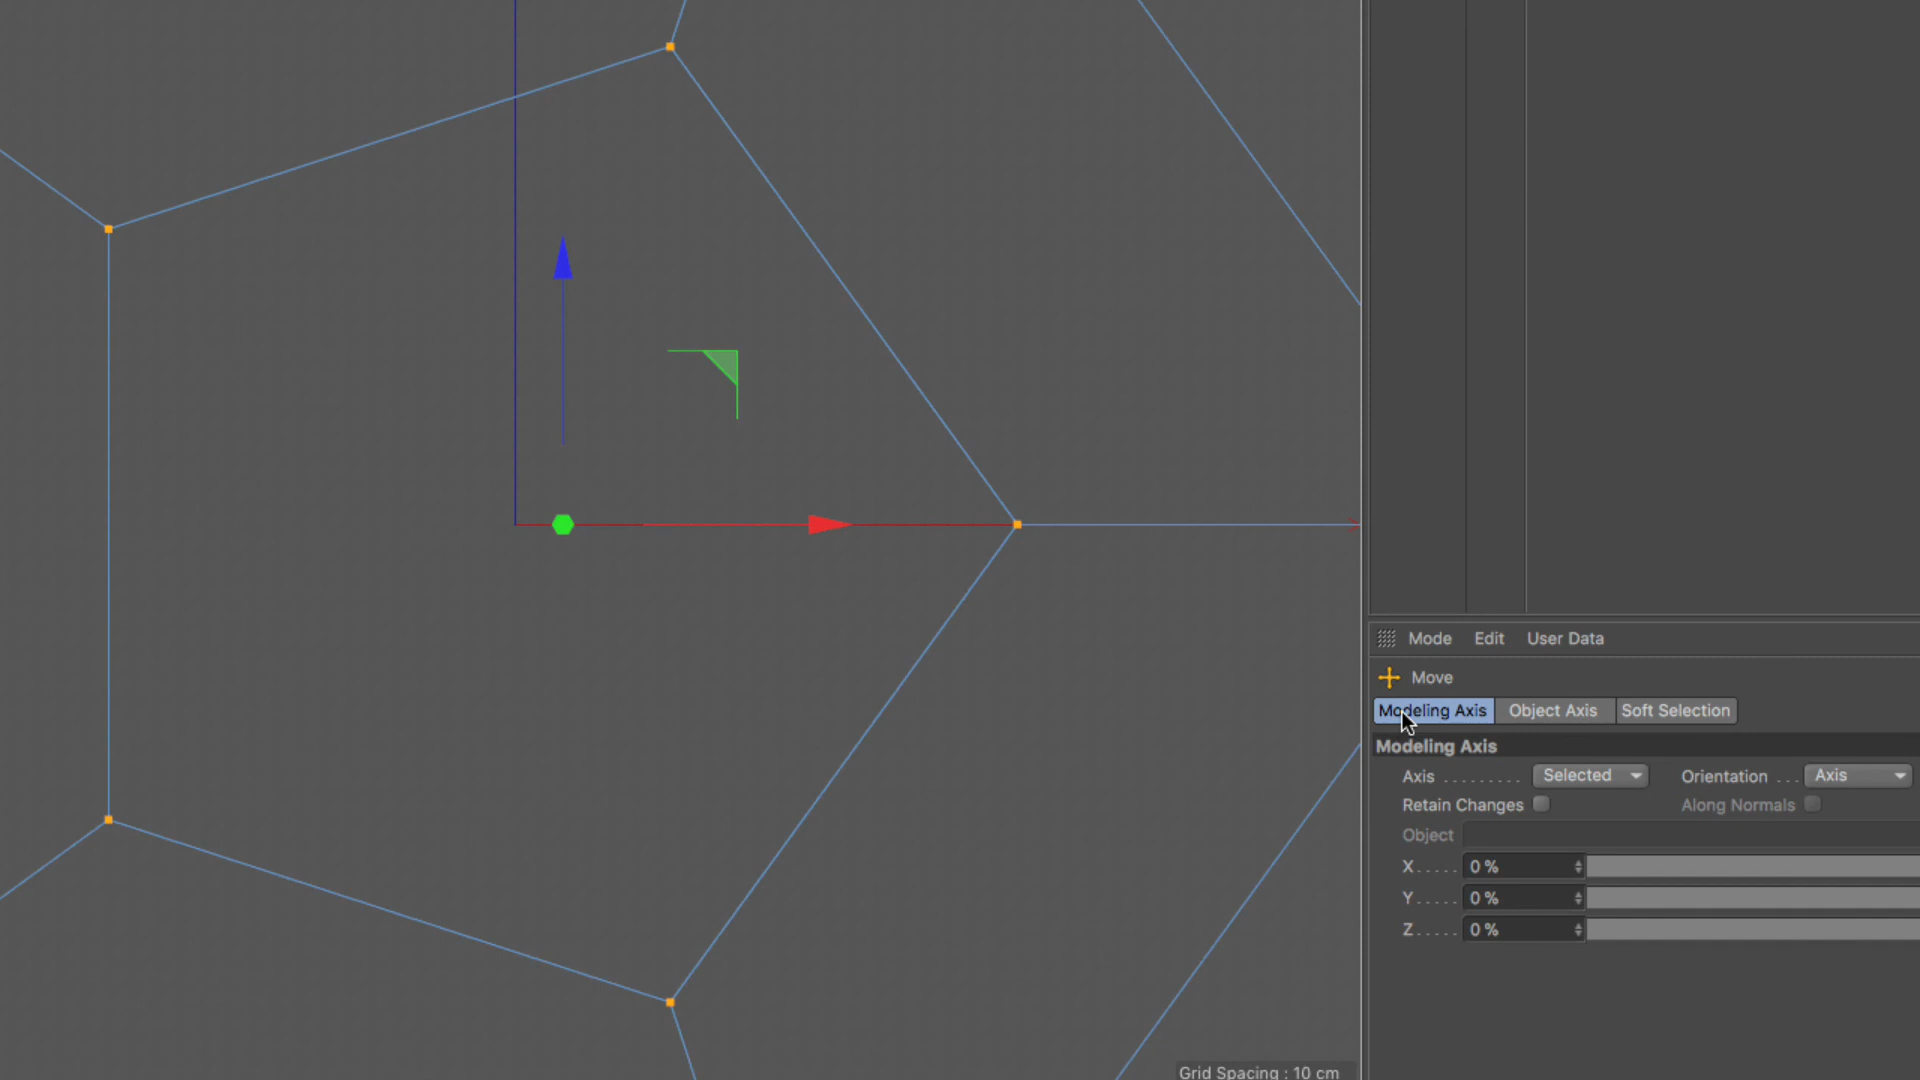 Mode Edit User Data
Move
Modeling Axis Object Axis Soft Selection
Modeling Axis
Axis ......... Selected Orientation ... Axis
Retain Changes Along Normals
Object
X ..... 0 %
Y ..... 0 %
Z ..... 0 %
Grid Spacing : 10 cm